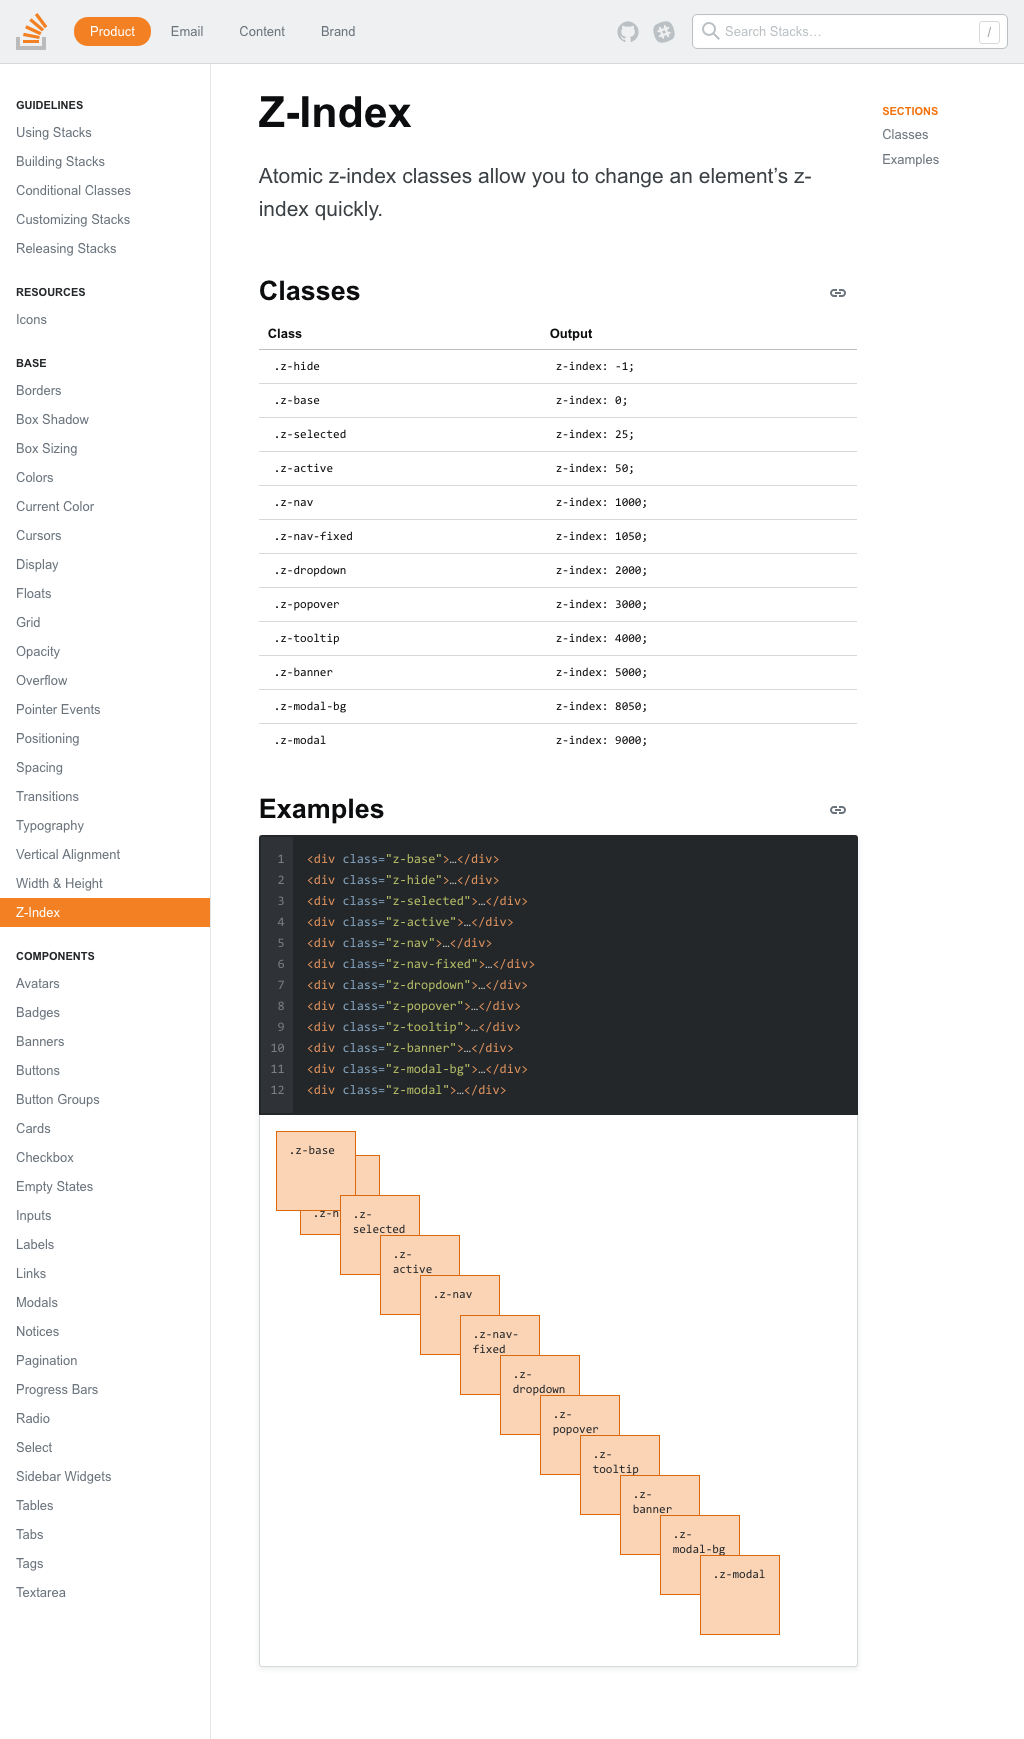 Product
Email
Content
Brand
Search Stacks…
/
GUIDELINES
Using Stacks
Building Stacks
Conditional Classes
Customizing Stacks
Releasing Stacks
RESOURCES
Icons
BASE
Borders
Box Shadow
Box Sizing
Colors
Current Color
Cursors
Display
Floats
Grid
Opacity
Overflow
Pointer Events
Positioning
Spacing
Transitions
Typography
Vertical Alignment
Width & Height
Z-Index
COMPONENTS
Avatars
Badges
Banners
Buttons
Button Groups
Cards
Checkbox
Empty States
Inputs
Labels
Links
Modals
Notices
Pagination
Progress Bars
Radio
Select
Sidebar Widgets
Tables
Tabs
Tags
Textarea
Z-Index
Atomic z-index classes allow you to change an element’s z-
index quickly.
Classes
Class Output
.z-hide z-index: -1;
.z-base z-index: 0;
.z-selected z-index: 25;
.z-active z-index: 50;
.z-nav z-index: 1000;
.z-nav-fixed z-index: 1050;
.z-dropdown z-index: 2000;
.z-popover z-index: 3000;
.z-tooltip z-index: 4000;
.z-banner z-index: 5000;
.z-modal-bg z-index: 8050;
.z-modal z-index: 9000;
Examples
1 <div class="z-base">…</div>
2 <div class="z-hide">…</div>
3 <div class="z-selected">…</div>
4 <div class="z-active">…</div>
5 <div class="z-nav">…</div>
6 <div class="z-nav-fixed">…</div>
7 <div class="z-dropdown">…</div>
8 <div class="z-popover">…</div>
9 <div class="z-tooltip">…</div>
10 <div class="z-banner">…</div>
11 <div class="z-modal-bg">…</div>
12 <div class="z-modal">…</div>
.z-base
.z-
selected
.z-
active
.z-nav
.z-nav-
fixed
.z-
dropdown
.z-
popover
.z-
tooltip
.z-
banner
.z-
modal-bg
.z-modal
SECTIONS
Classes
Examples